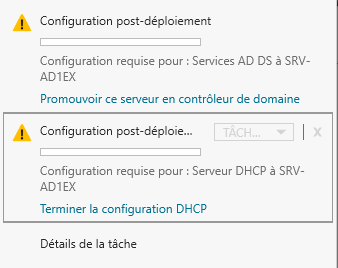 Configuration post-déploiement
Configuration requise pour : Services AD DS à SRV-
AD1EX
Promouvoir ce serveur en contrôleur de domaine
Configuration post-déploie... TÂCH... X
Configuration requise pour : Serveur DHCP à SRV-
AD1EX
Terminer la configuration DHCP
Détails de la tâche